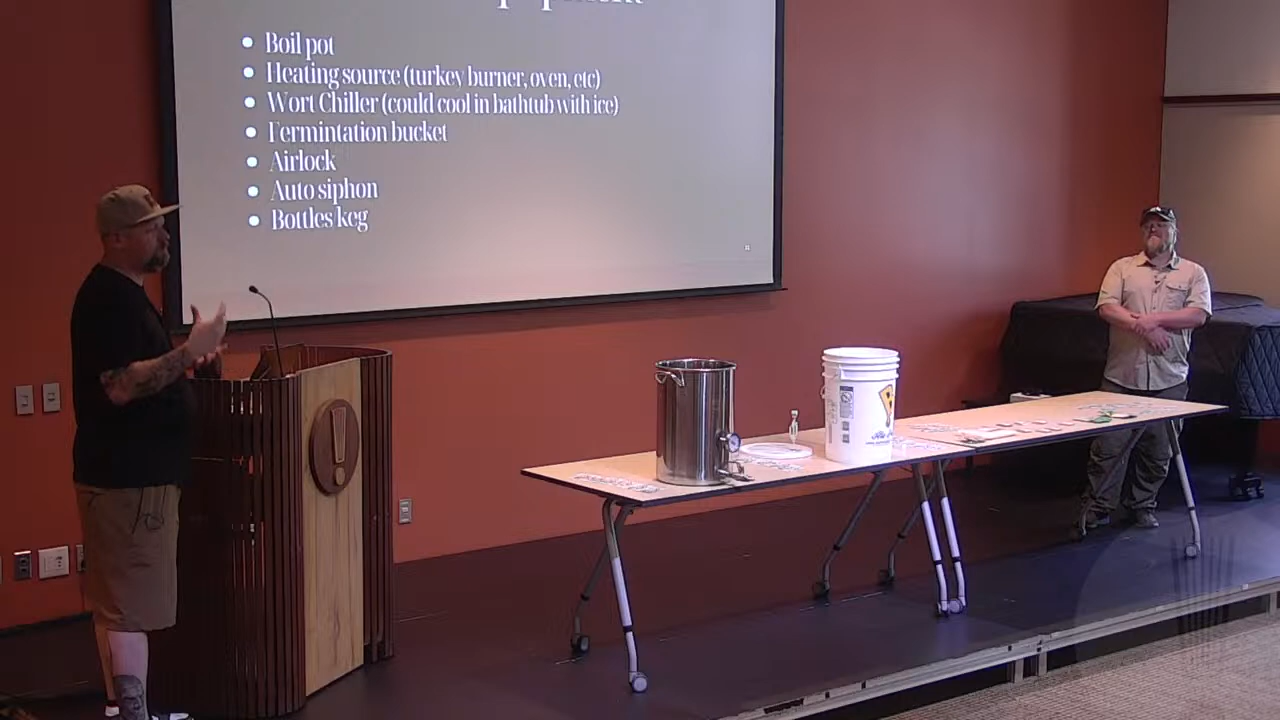 Boil pot
Heating source (turkey burner, oven, etc)
Wort Chiller (could cool in bathtub with ice)
Fermintation bucket
Airlock
Auto siphon
Bottles/keg